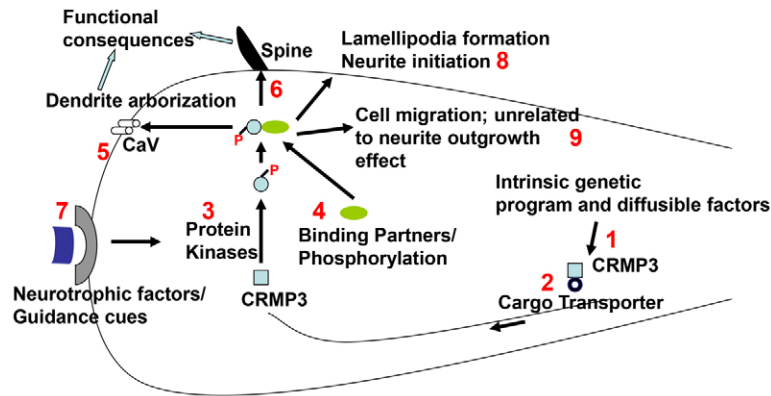 Functional
consequences
Spine
Lamellipodia formation
Neurite initiation 8
6
Dendrite arborization
P
Cell migration; unrelated
to neurite outgrowth
effect
9
5
CaV
P
Intrinsic genetic
program and diffusible factors
7
3
Protein
Kinases
4
Binding Partners/
Phosphorylation
1
CRMP3
2
Cargo Transporter
Neurotrophic factors/
Guidance cues
CRMP3